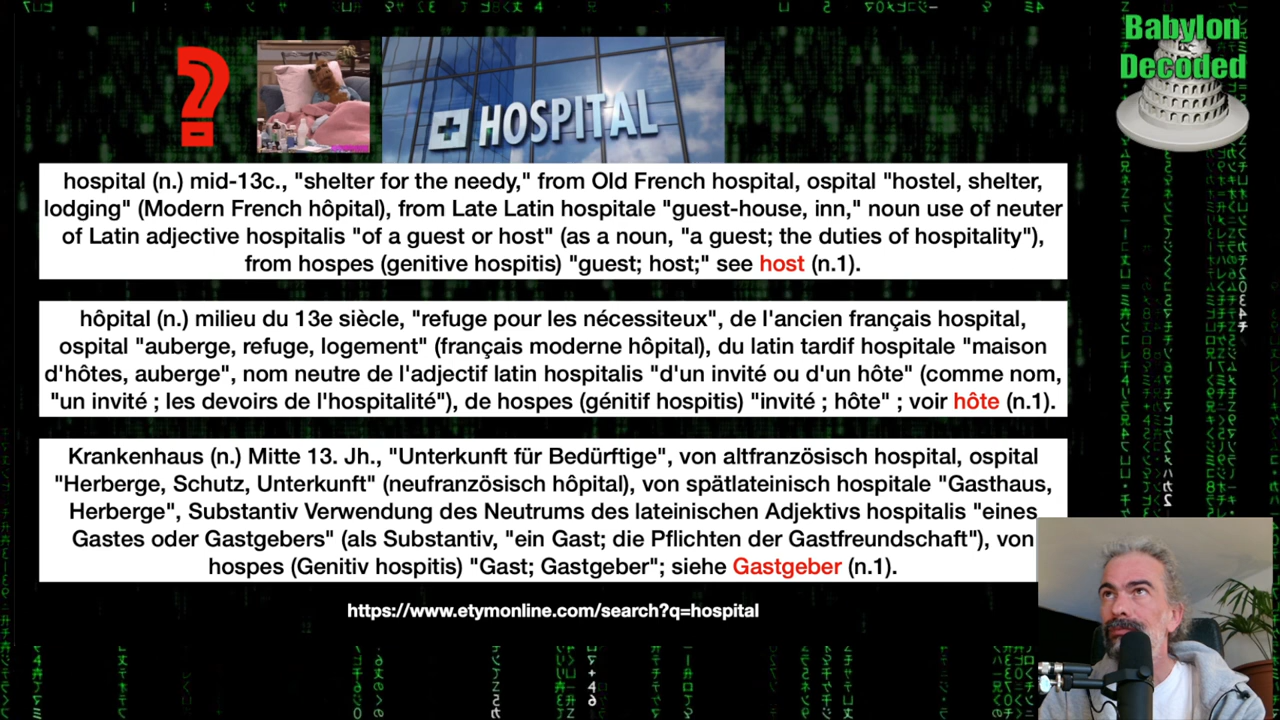 Babylon
Decoded
?
HOSPITAL
hospital (n.) mid-13c., "shelter for the needy," from Old French hospital, ospital "hostel, shelter,
lodging" (Modern French hôpital), from Late Latin hospitale "guest-house, inn," noun use of neuter
of Latin adjective hospitalis "of a guest or host" (as a noun, "a guest; the duties of hospitality"),
from hospes (genitive hospitis) "guest; host;" see host (n.1).
hôpital (n.) milieu du 13e siècle, "refuge pour les nécessiteux", de l'ancien français hospital,
ospital "auberge, refuge, logement" (français moderne hôpital), du latin tardif hospitale "maison
d'hôtes, auberge", nom neutre de l'adjectif latin hospitalis "d'un invité ou d'un hôte" (comme nom,
"un invité ; les devoirs de l'hospitalité"), de hospes (génitif hospitis) "invité ; hôte" ; voir hôte (n.1).
Krankenhaus (n.) Mitte 13. Jh., "Unterkunft für Bedürftige", von altfranzösisch hospital, ospital
"Herberge, Schutz, Unterkunft" (neufranzösisch hôpital), von spätlateinisch hospitale "Gasthaus,
Herberge", Substantiv Verwendung des Neutrums des lateinischen Adjektivs hospitalis "eines
Gastes oder Gastgebers" (als Substantiv, "ein Gast; die Pflichten der Gastfreundschaft"), von
hospes (Genitiv hospitis) "Gast; Gastgeber"; siehe Gastgeber (n.1).
https://www.etymonline.com/search?q=hospital